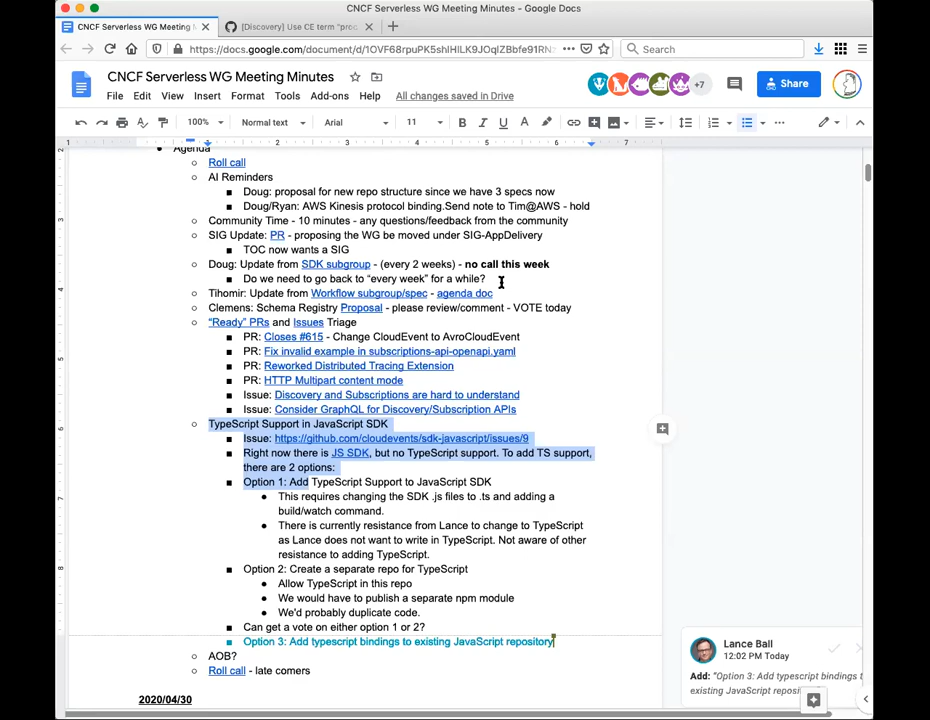 CNCF Serverless WG Meeting Minutes - Google Docs
CNCF Serverless WG Meeting Minutes
[Discovery] Use CE term "proc
https://docs.google.com/document/d/1OVF68rpuPK5shIHILK9JOqlZBbfe91RN
Search
CNCF Serverless WG Meeting Minutes
+7
Share
File Edit View Insert Format Tools Add-ons Help All changes saved in Drive
100% Normal text Arial 11
1 1 2 3 4 5 6 7
Agenda
Roll call
AI Reminders
Doug: proposal for new repo structure since we have 3 specs now
Doug/Ryan: AWS Kinesis protocol binding.Send note to Tim@AWS - hold
Community Time - 10 minutes - any questions/feedback from the community
SIG Update: PR - proposing the WG be moved under SIG-AppDelivery
TOC now wants a SIG
Doug: Update from SDK subgroup - (every 2 weeks) - no call this week
Do we need to go back to "every week" for a while?
Tihomir: Update from Workflow subgroup/spec - agenda doc
Clemens: Schema Registry Proposal - please review/comment - VOTE today
"Ready" PRs and Issues Triage
PR: Closes #615 - Change CloudEvent to AvroCloudEvent
PR: Fix invalid example in subscriptions-api-openapi.yaml
PR: Reworked Distributed Tracing Extension
PR: HTTP Multipart content mode
Issue: Discovery and Subscriptions are hard to understand
Issue: Consider GraphQL for Discovery/Subscription APIs
TypeScript Support in JavaScript SDK
Issue: https://github.com/cloudevents/sdk-javascript/issues/9
Right now there is JS SDK, but no TypeScript support. To add TS support,
there are 2 options:
Option 1: Add TypeScript Support to JavaScript SDK
This requires changing the SDK .js files to .ts and adding a
build/watch command.
There is currently resistance from Lance to change to TypeScript
as Lance does not want to write in TypeScript. Not aware of other
resistance to adding TypeScript.
Option 2: Create a separate repo for TypeScript
Allow TypeScript in this repo
We would have to publish a separate npm module
We'd probably duplicate code.
Can get a vote on either option 1 or 2?
Option 3: Add typescript bindings to existing JavaScript repository
AOB?
Roll call - late comers
2020/04/30
Lance Ball
12:02 PM Today
Add: "Option 3: Add typescript bindings t
existing JavaScript reposi